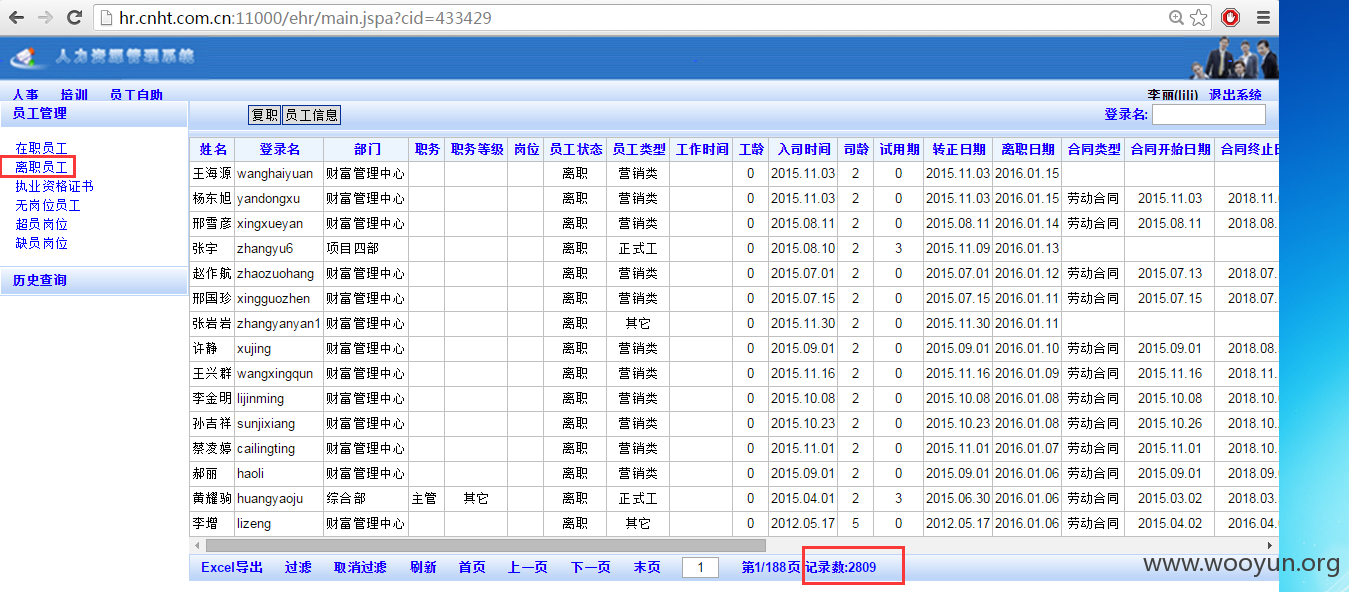 hr.cnht.com.cn:11000/ehr/main.jspa?cid=433429
人力资源管理系统
人事 培训 员工自助 李丽(lili) 退出系统
员工管理 复职 员工信息 登录名:
在职员工
离职员工
执业资格证书
无岗位员工
超员岗位
缺员岗位
历史查询
姓名 登录名 部门 职务 职务等级 岗位 员工状态 员工类型 工作时间 工龄 入司时间 司龄 试用期 转正日期 离职日期 合同类型 合同开始日期 合同终止日
王海源 wanghaiyuan 财富管理中心 离职 营销类 0 2015.11.03 2 0 2015.11.03 2016.01.15
杨东旭 yandongxu 财富管理中心 离职 营销类 0 2015.11.03 2 0 2015.11.03 2016.01.15 劳动合同 2015.11.03 2018.11.
邢雪彦 xingxueyan 财富管理中心 离职 营销类 0 2015.08.11 2 0 2015.08.11 2016.01.14 劳动合同 2015.08.11 2018.08.
张宇 zhangyu6 项目四部 离职 正式工 0 2015.08.10 2 3 2015.11.09 2016.01.13
赵作航 zhaozuohang 财富管理中心 离职 营销类 0 2015.07.01 2 0 2015.07.01 2016.01.12 劳动合同 2015.07.13 2018.07.
邢国珍 xingguozhen 财富管理中心 离职 营销类 0 2015.07.15 2 0 2015.07.15 2016.01.11 劳动合同 2015.07.15 2018.07.
张岩岩 zhangyanyan1 财富管理中心 离职 其它 0 2015.11.30 2 0 2015.11.30 2016.01.11
许静 xujing 财富管理中心 离职 营销类 0 2015.09.01 2 0 2015.09.01 2016.01.10 劳动合同 2015.09.01 2018.08.
王兴群 wangxingqun 财富管理中心 离职 营销类 0 2015.11.16 2 0 2015.11.16 2016.01.09 劳动合同 2015.11.16 2018.11.
李金明 lijinming 财富管理中心 离职 营销类 0 2015.10.08 2 0 2015.10.08 2016.01.08 劳动合同 2015.10.08 2018.10.
孙吉祥 sunjixiang 财富管理中心 离职 营销类 0 2015.10.23 2 0 2015.10.23 2016.01.08 劳动合同 2015.10.26 2018.10.
蔡凌婷 cailingting 财富管理中心 离职 营销类 0 2015.11.01 2 0 2015.11.01 2016.01.07 劳动合同 2015.11.01 2018.10.
郝丽 haoli 财富管理中心 离职 营销类 0 2015.09.01 2 0 2015.09.01 2016.01.06 劳动合同 2015.09.01 2018.09.
黄耀驹 huangyaoju 综合部 主管 其它 离职 正式工 0 2015.04.01 2 3 2015.06.30 2016.01.06 劳动合同 2015.03.02 2018.03.
李增 lizeng 财富管理中心 离职 其它 0 2012.05.17 5 0 2012.05.17 2016.01.06 劳动合同 2015.04.02 2016.04.
Excel导出 过滤 取消过滤 刷新 首页 上一页 下一页 末页 1 第1/188页 记录数:2809
www.wooyun.org